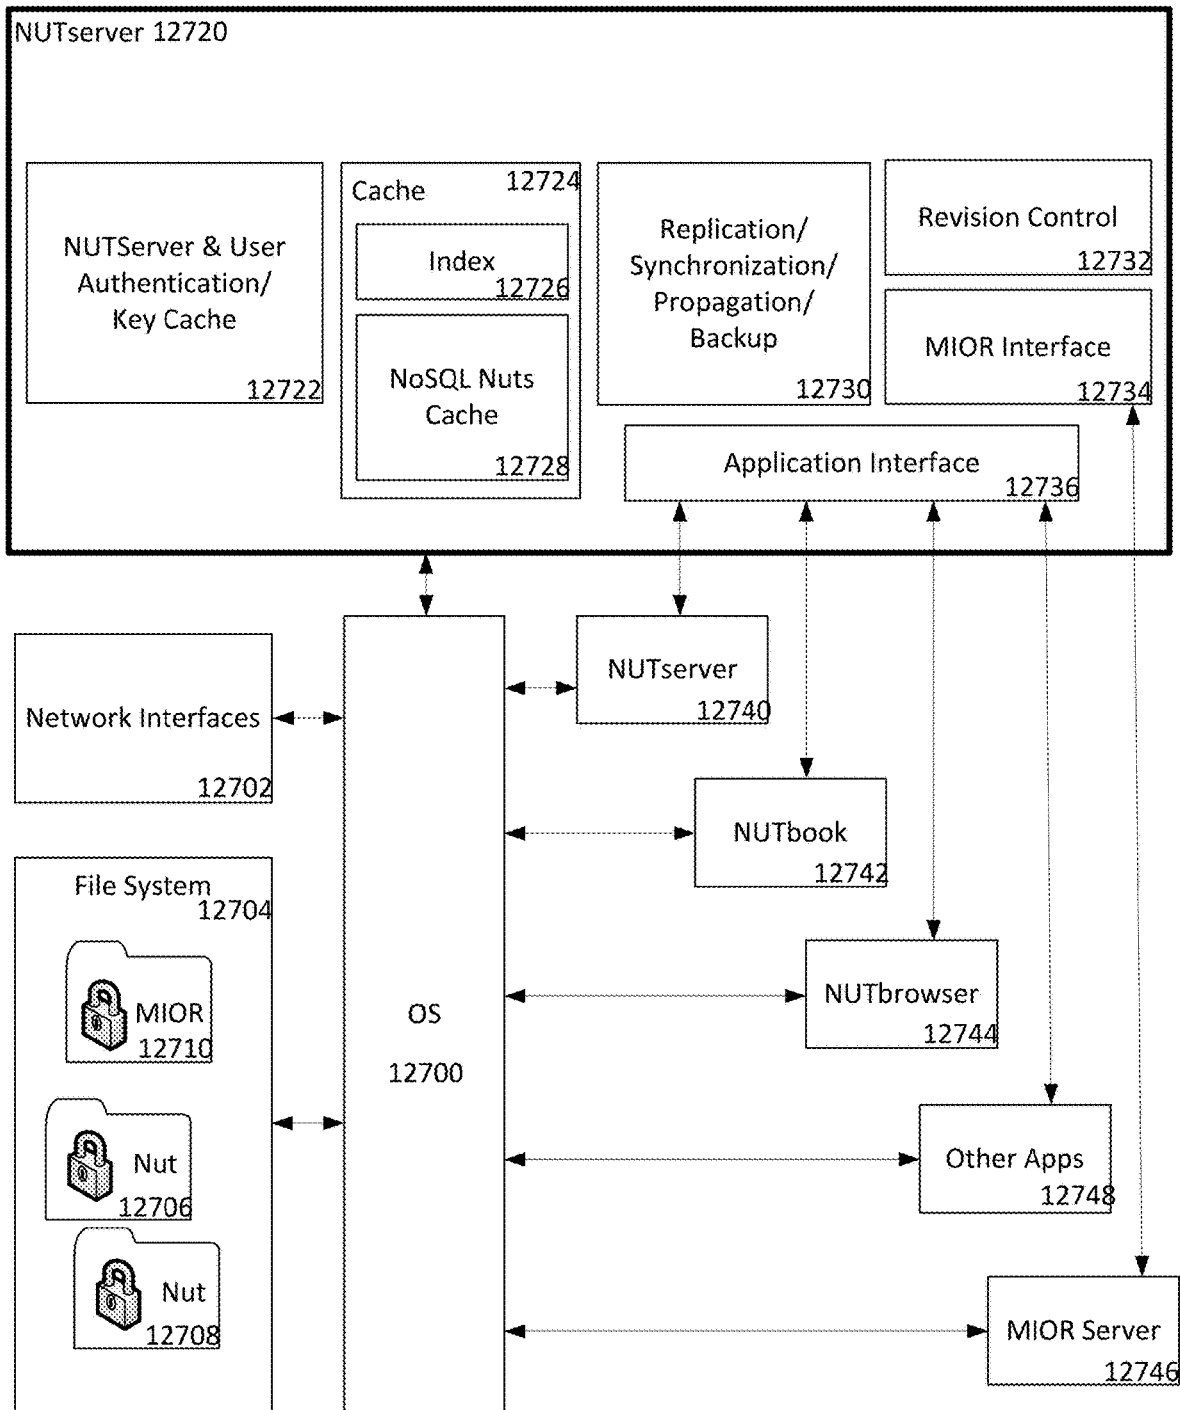 NUTserver 12720
NUTServer & User
Authentication/
Key Cache
12722
12724
Cache
Index
12726
NoSQL Nuts
Cache
12728
Replication/
Synchronization/
Propagation/
Backup
12730
Revision Control
12732
MIOR Interface
12734
Application Interface
12736
Network Interfaces
12702
File System
12704
MIOR
12710
Nut
12706
Nut
12708
OS
12700
NUTserver
12740
NUTbook
12742
NUTbrowser
12744
Other Apps
12748
MIOR Server
12746